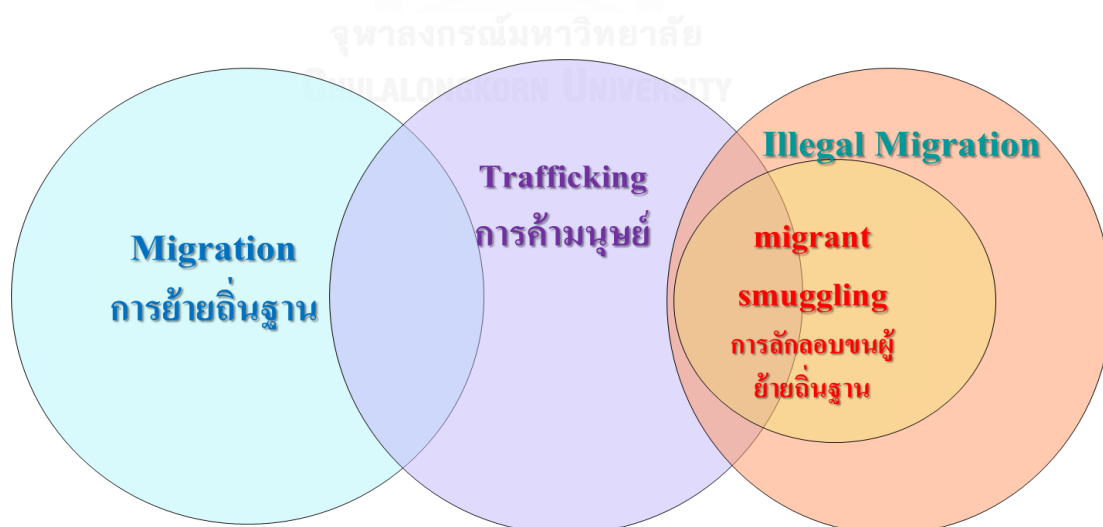 จุฬาลงกรณ์มหาวิทยาลัย
CHULALONGKORN UNIVERSITY
Illegal Migration
Trafficking
การค้ามนุษย์
Migration
การย้ายถิ่นฐาน
migrant
smuggling
การลักลอบขนผู้
ย้ายถิ่นฐาน